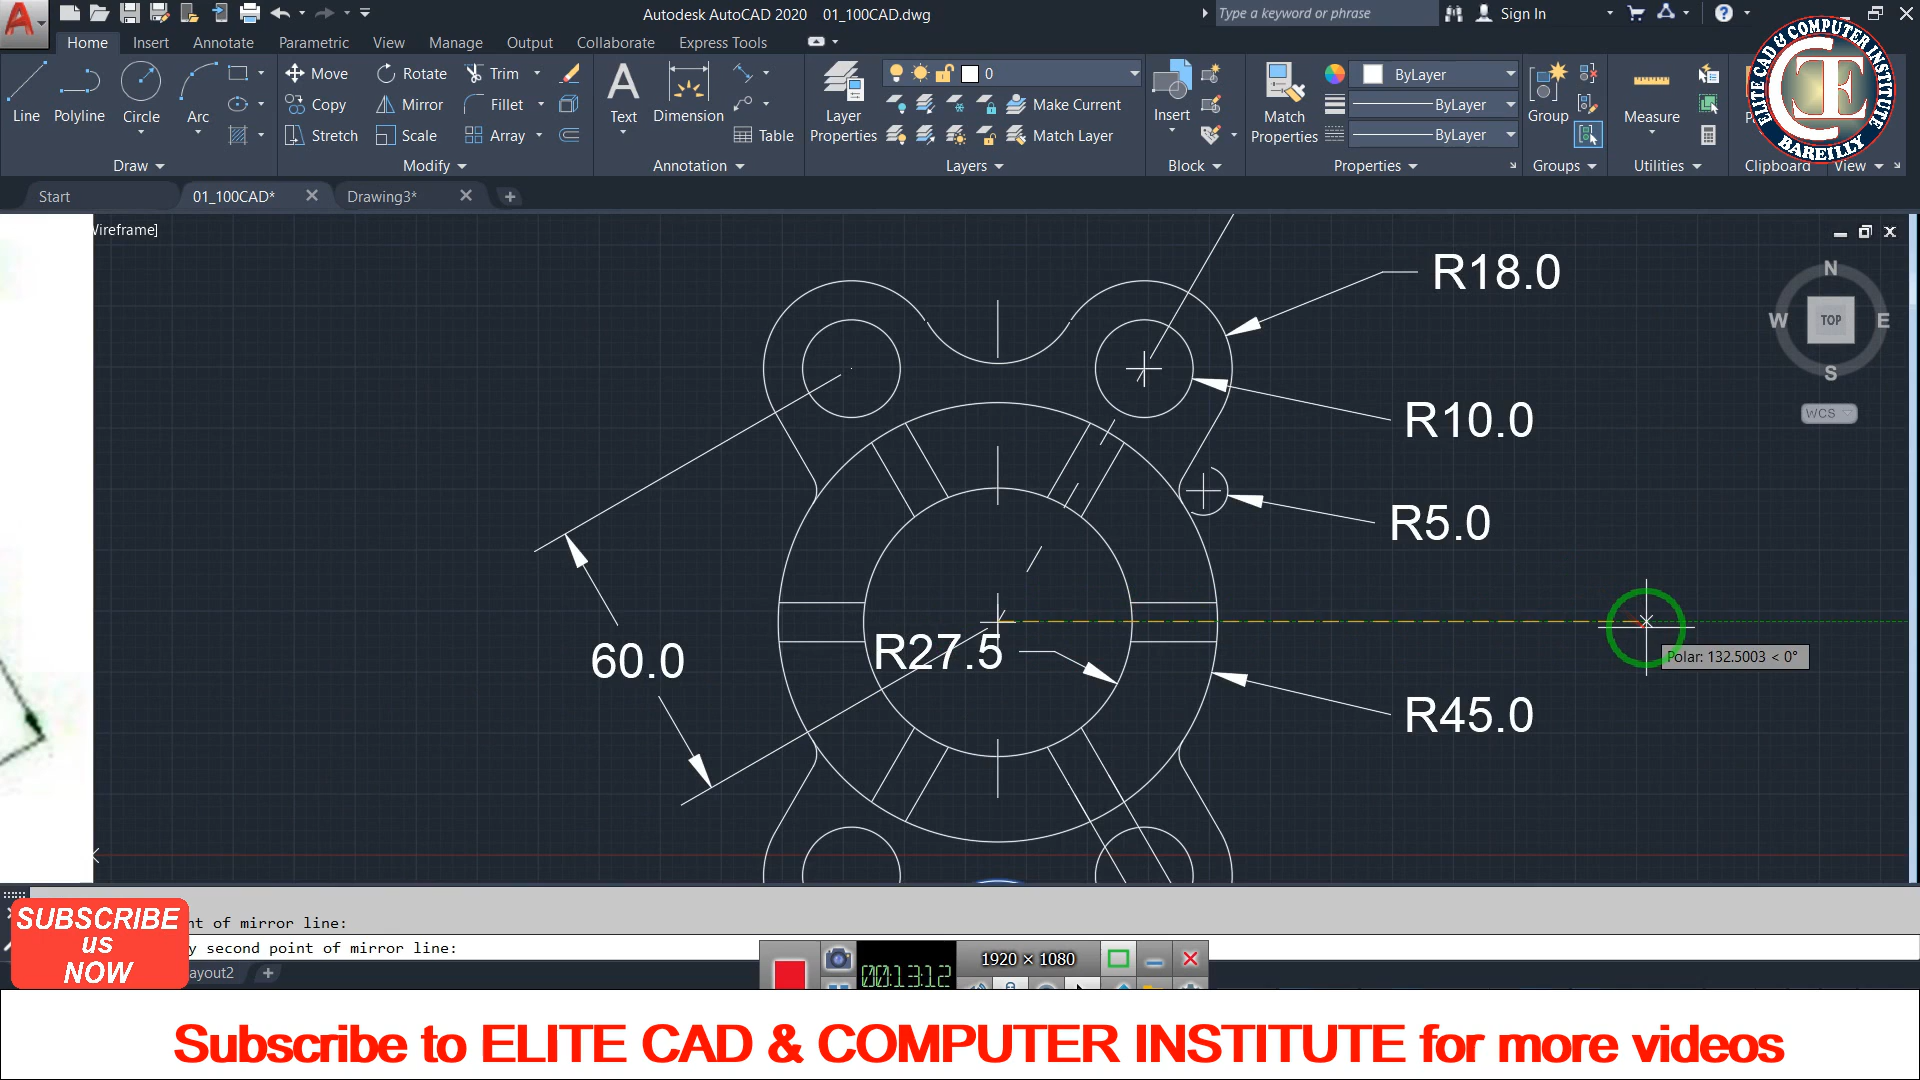 Autodesk AutoCAD 2020 01_100CAD.dwg
Type a keyword or phrase
Sign In
Home Insert Annotate Parametric View Manage Output Collaborate Express Tools
Line Polyline Circle Arc
Move Rotate Trim
Copy Mirror Fillet
Stretch Scale Array
Text Dimension Table
Layer Properties
0
Make Current
Match Layer
Insert
Match Properties
ByLayer
ByLayer
ByLayer
Group
Measure
ELITE CAD & COMPUTER INSTITUTE
BAREILLY
Draw Modify Annotation Layers Block Properties Groups Utilities Clipboard View
Start 01_100CAD* Drawing3*
Wireframe]
N
W TOP E
S
WCS
R18.0
R10.0
R5.0
60.0
R27.5
R45.0
Polar: 132.5003 < 0°
nt of mirror line:
y second point of mirror line:
SUBSCRIBE
us
NOW
ayout2
00:13:12
1920 × 1080
Subscribe to ELITE CAD & COMPUTER INSTITUTE for more videos